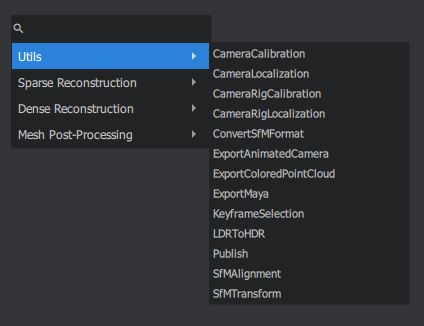 Utils
Sparse Reconstruction
Dense Reconstruction
Mesh Post-Processing
CameraCalibration
CameraLocalization
CameraRigCalibration
CameraRigLocalization
ConvertSfMFormat
ExportAnimatedCamera
ExportColoredPointCloud
ExportMaya
KeyframeSelection
LDRToHDR
Publish
SfMAlignment
SfMTransform